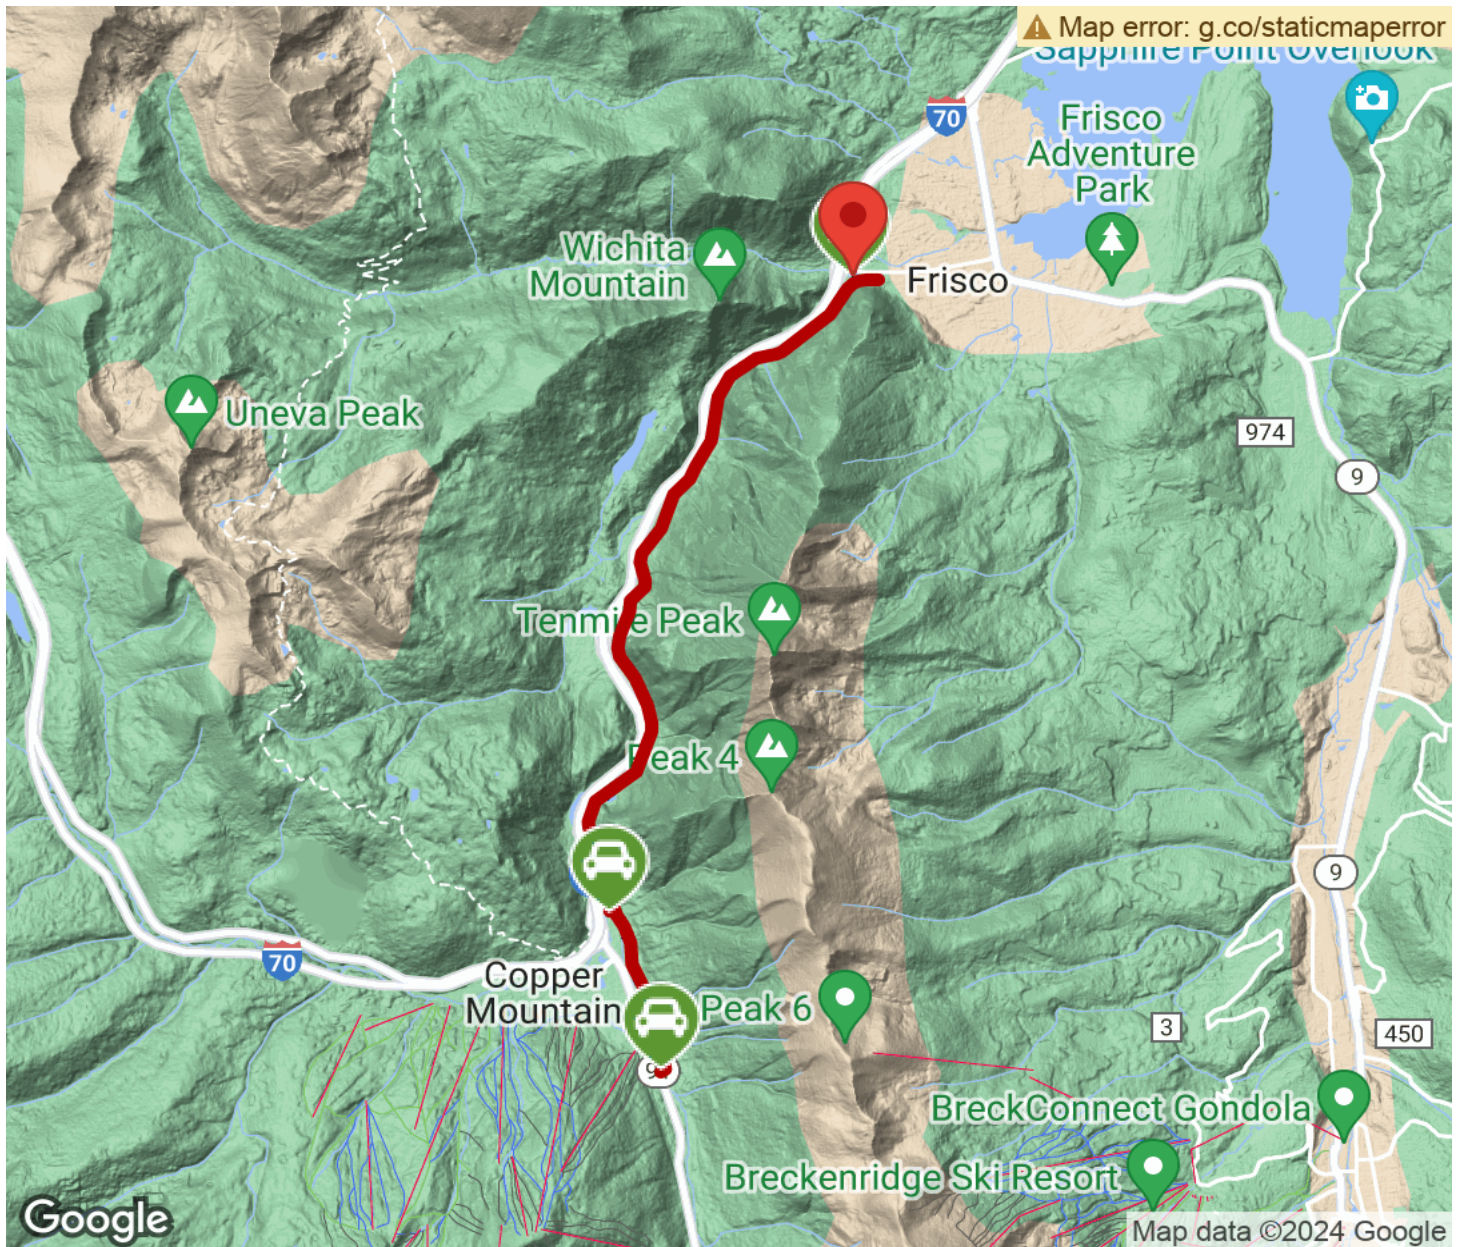 Map error: g.co/staticmaperror
Sapphire Point Overlook
70
Frisco
Adventure
Park
Wichita
Mountain
Frisco
Uneva Peak
974
9
Tenmile Peak
Peak 4
9
70
Copper
Mountain
Peak 6
3
450
BreckConnect Gondola
Breckenridge Ski Resort
Google
Map data ©2024 Google